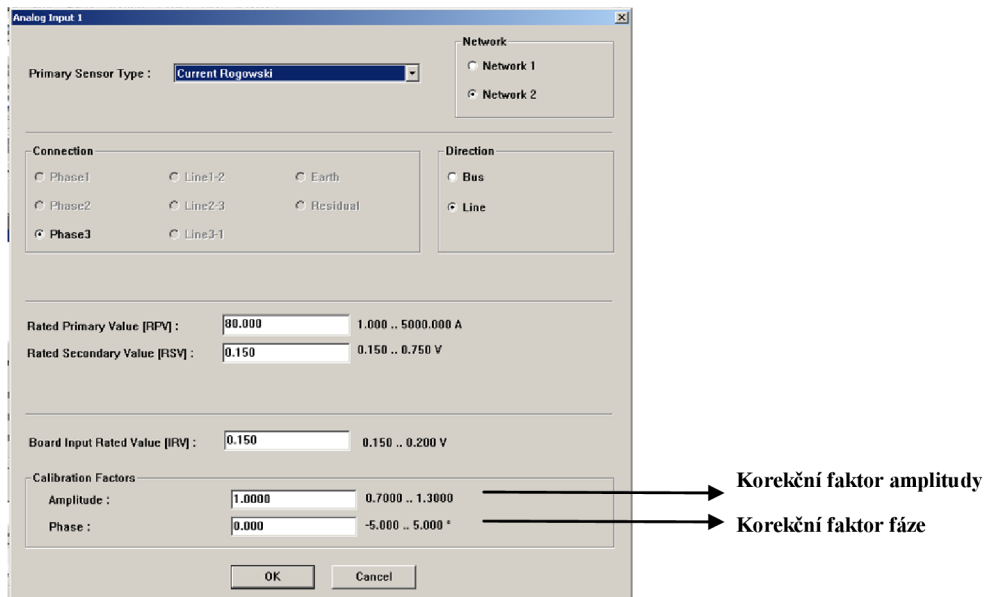 Analog Input 1
Primary Sensor Type : Current Rogowski
Network
Network 1
Network 2
Connection
Phase1 Line1-2 Earth
Phase2 Line2-3 Residual
Phase3 Line3-1
Direction
Bus
Line
Rated Primary Value [RPV] : 80.000 1.000 .. 5000.000 A
Rated Secondary Value [RSV] : 0.150 0.150 .. 0.750 V
Board Input Rated Value [IRV] : 0.150 0.150 .. 0.200 V
Calibration Factors
Amplitude : 1.0000 0.7000 .. 1.3000 Korekční faktor amplitudy
Phase : 0.000 -5.000 .. 5.000 ° Korekční faktor fáze
OK Cancel